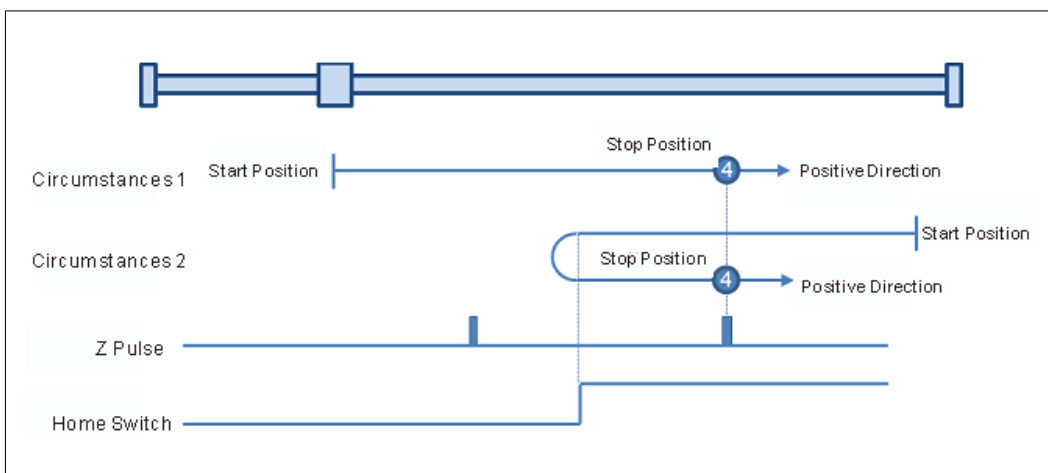 Stop Position
Start Position
4
Positive Direction
Circumstances 1
Start Position
Circumstances 2
Stop Position
4
Positive Direction
Z Pulse
Home Switch